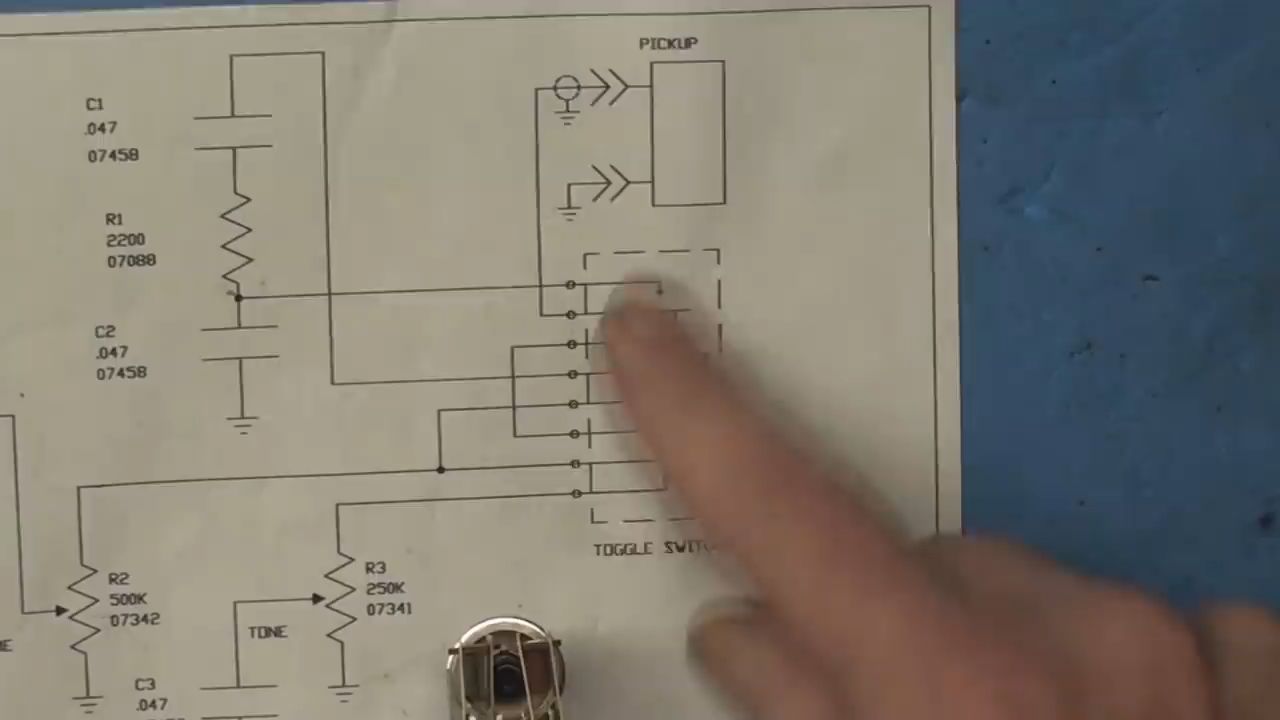 PICKUP
C1
.047
07458
R1
2200
07088
C2
.047
07458
TOGGLE
R2
500K
07342
R3
250K
07341
TONE
C3
.047